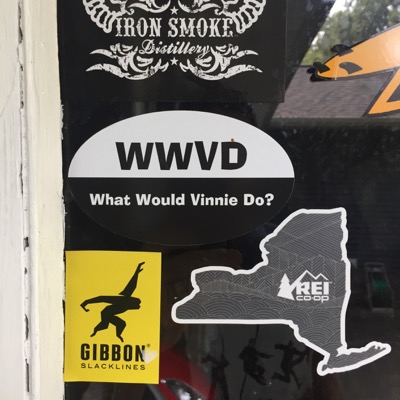 IRON SMOKE
Distillery
WWVD
What Would Vinnie Do?
GIBBON®
SLACKLINES
REI
co·op